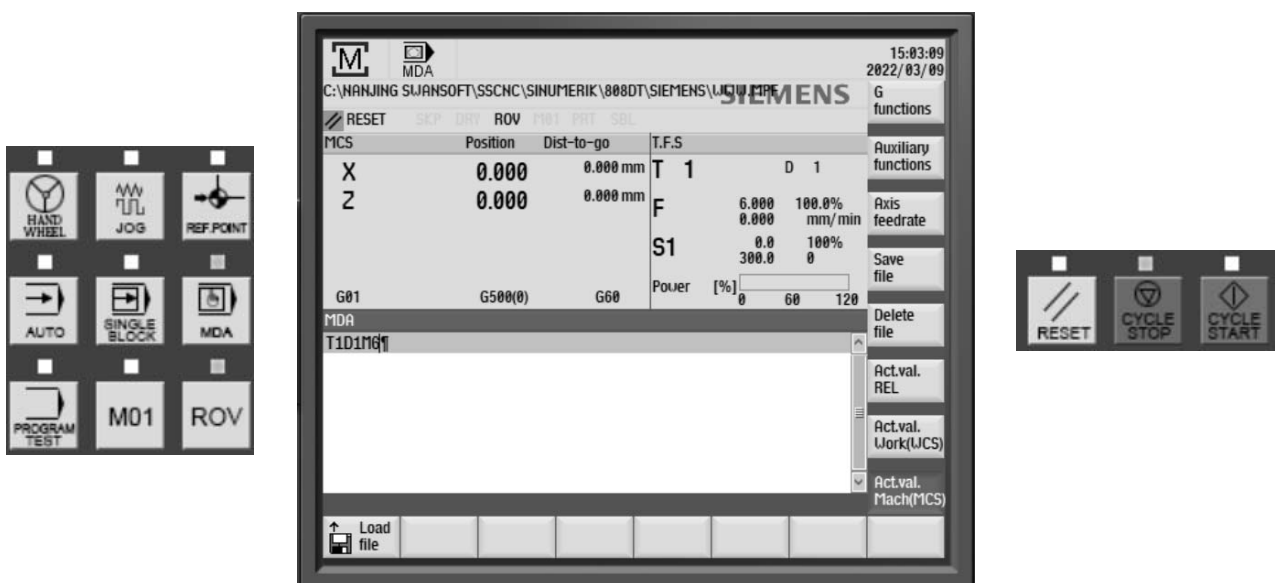 HAND
WHEEL
JOG
REF.POINT
AUTO
SINGLE
BLOCK
MDA
PROGRAM
TEST
M01
ROV
M
MDA
15:03:09
2022/03/09
C:\NANJING SWANSOFT\SSCNC\SINUMERIK\808DT\SIEMENS\WWW.MPF
SIEMENS
RESET SKP DRY ROV M01 PRT SBL
MCS Position Dist-to-go T.F.S
X 0.000 0.000 mm T 1 D 1
Z 0.000 0.000 mm
F 6.000 100.0%
0.000 mm/min
S1 0.0 100%
300.0 0
Power [%]
0 60 120
G01 G500(0) G60
MDA
T1D1M6¶
G
functions
Auxiliary
functions
Axis
feedrate
Save
file
Delete
file
Act.val.
REL
Act.val.
Work(WCS)
Act.val.
Mach(MCS)
Load
file
RESET
CYCLE
STOP
CYCLE
START